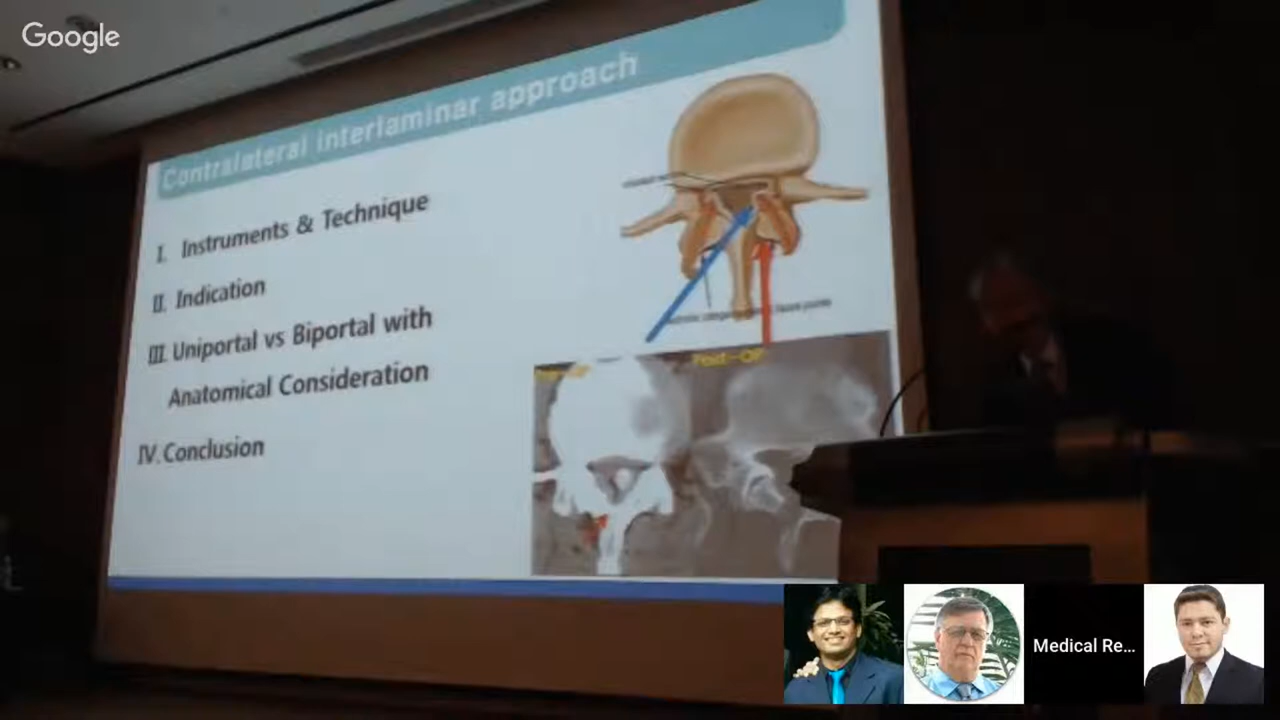 Google
Contralateral interlaminar approach
I. Instruments & Technique
II. Indication
III. Uniportal vs Biportal with
Anatomical Consideration
IV. Conclusion
Post-OP
Medical Re...